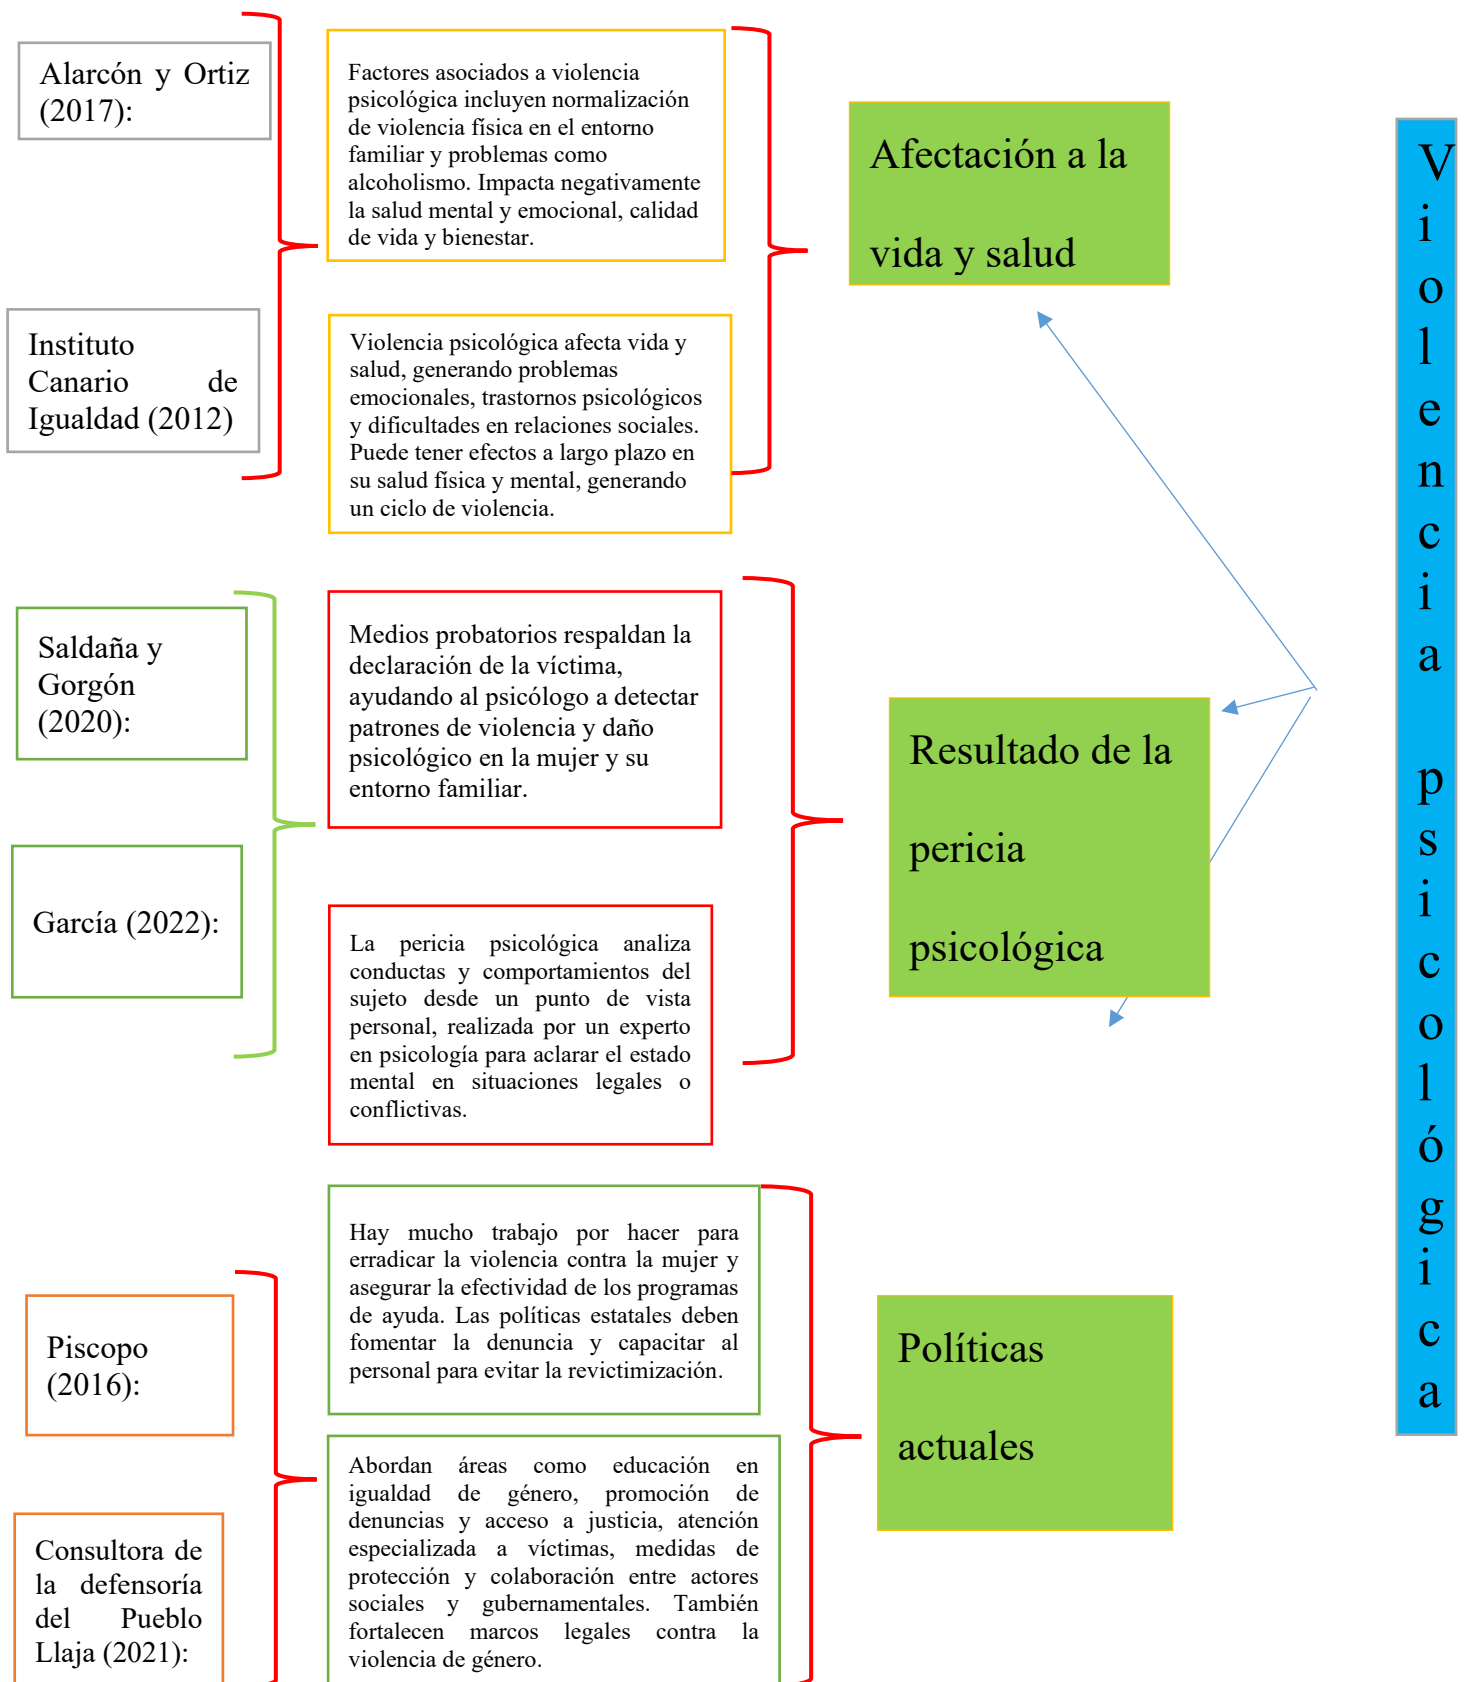 Alarcón y Ortiz
(2017):
Factores asociados a violencia
psicológica incluyen normalización
de violencia física en el entorno
familiar y problemas como
alcoholismo. Impacta negativamente
la salud mental y emocional, calidad
de vida y bienestar.
Afectación a la
vida y salud
Instituto
Canario de
Igualdad (2012)
Violencia psicológica afecta vida y
salud, generando problemas
emocionales, trastornos psicológicos
y dificultades en relaciones sociales.
Puede tener efectos a largo plazo en
su salud física y mental, generando
un ciclo de violencia.
Saldaña y
Gorgón
(2020):
Medios probatorios respaldan la
declaración de la víctima,
ayudando al psicólogo a detectar
patrones de violencia y daño
psicológico en la mujer y su
entorno familiar.
Resultado de la
pericia
psicológica
García (2022):
La pericia psicológica analiza
conductas y comportamientos del
sujeto desde un punto de vista
personal, realizada por un experto
en psicología para aclarar el estado
mental en situaciones legales o
conflictivas.
Piscopo
(2016):
Hay mucho trabajo por hacer para
erradicar la violencia contra la mujer y
asegurar la efectividad de los programas
de ayuda. Las políticas estatales deben
fomentar la denuncia y capacitar al
personal para evitar la revictimización.
Políticas
actuales
Consultora de
la defensoría
del Pueblo
Llaja (2021):
Abordan áreas como educación en
igualdad de género, promoción de
denuncias y acceso a justicia, atención
especializada a víctimas, medidas de
protección y colaboración entre actores
sociales y gubernamentales. También
fortalecen marcos legales contra la
violencia de género.
Violencia psicológica